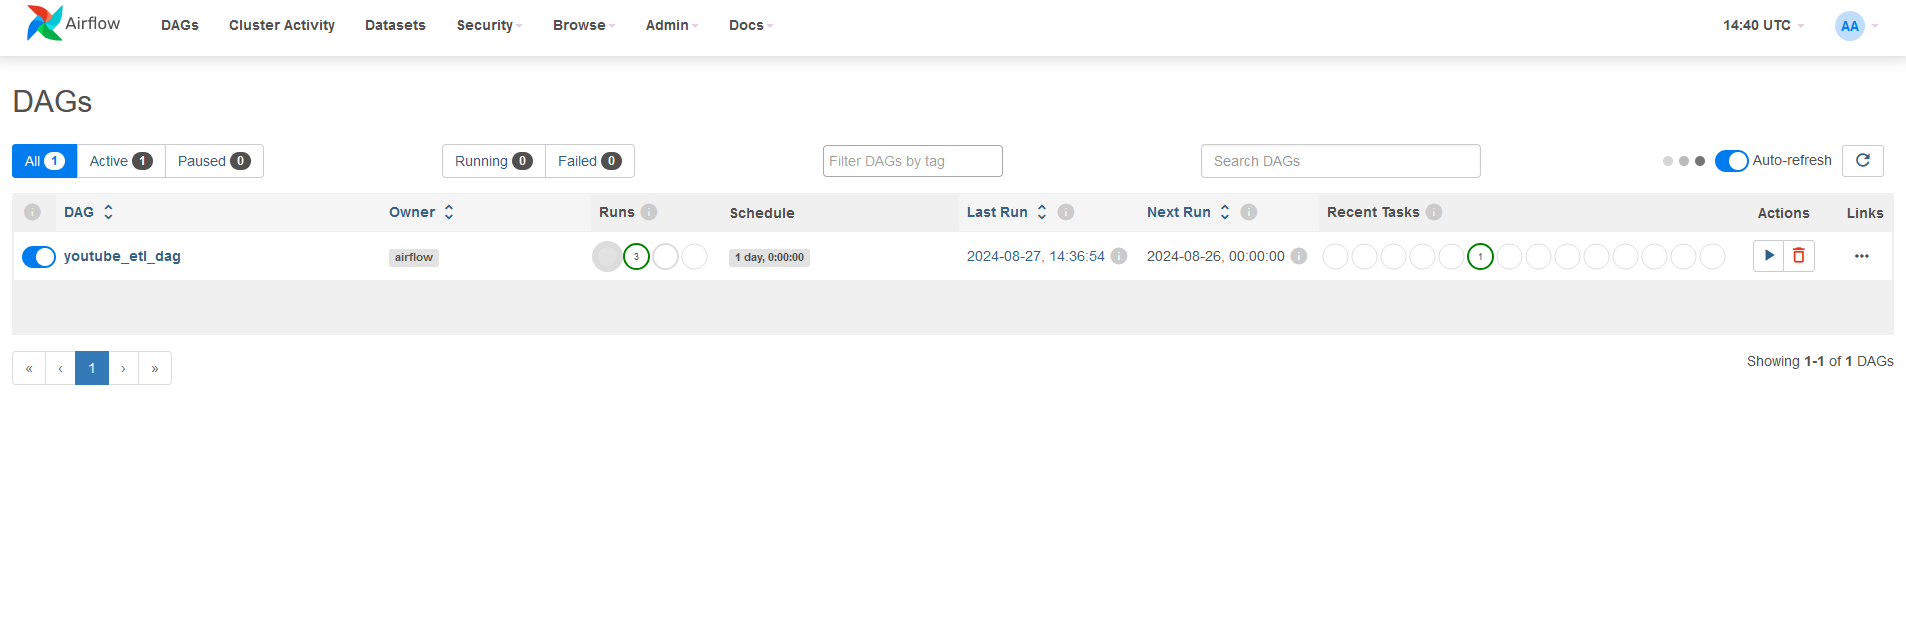 Airflow DAGs Cluster Activity Datasets Security Browse Admin Docs 14:40 UTC AA
DAGs
All 1 Active 1 Paused 0 Running 0 Failed 0 Filter DAGs by tag Search DAGs Auto-refresh
DAG Owner Runs Schedule Last Run Next Run Recent Tasks Actions Links
youtube_etl_dag airflow 3 1 day, 0:00:00 2024-08-27, 14:36:54 2024-08-26, 00:00:00 1
« ‹ 1 › » Showing 1-1 of 1 DAGs